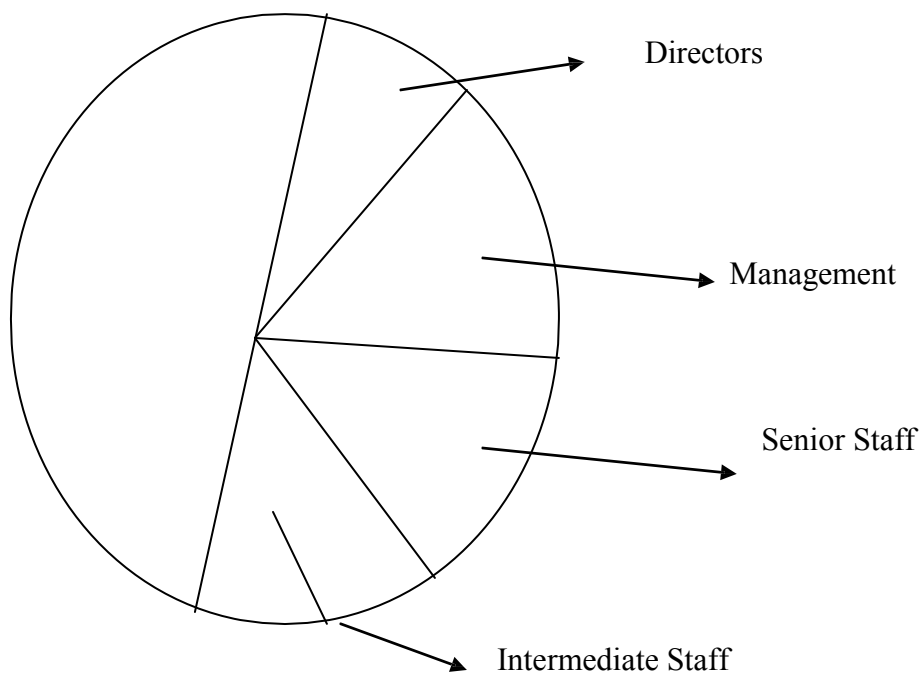 Directors
Management
Senior Staff
Intermediate Staff